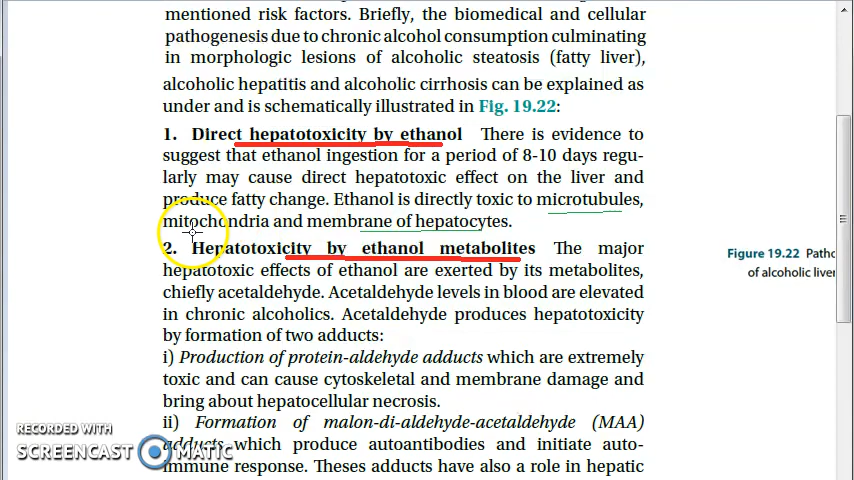 mentioned risk factors. Briefly, the biomedical and cellular
pathogenesis due to chronic alcohol consumption culminating
in morphologic lesions of alcoholic steatosis (fatty liver),
alcoholic hepatitis and alcoholic cirrhosis can be explained as
under and is schematically illustrated in Fig. 19.22:
1. Direct hepatotoxicity by ethanol There is evidence to
suggest that ethanol ingestion for a period of 8-10 days regu-
larly may cause direct hepatotoxic effect on the liver and
produce fatty change. Ethanol is directly toxic to microtubules,
mitochondria and membrane of hepatocytes.
2. Hepatotoxicity by ethanol metabolites The major
hepatotoxic effects of ethanol are exerted by its metabolites,
chiefly acetaldehyde. Acetaldehyde levels in blood are elevated
in chronic alcoholics. Acetaldehyde produces hepatotoxicity
by formation of two adducts:
i) Production of protein-aldehyde adducts which are extremely
toxic and can cause cytoskeletal and membrane damage and
bring about hepatocellular necrosis.
ii) Formation of malon-di-aldehyde-acetaldehyde (MAA)
adducts which produce autoantibodies and initiate auto-
immune response. Theses adducts have also a role in hepatic
Figure 19.22 Patho
of alcoholic liver
RECORDED WITH
SCREENCAST MATIC